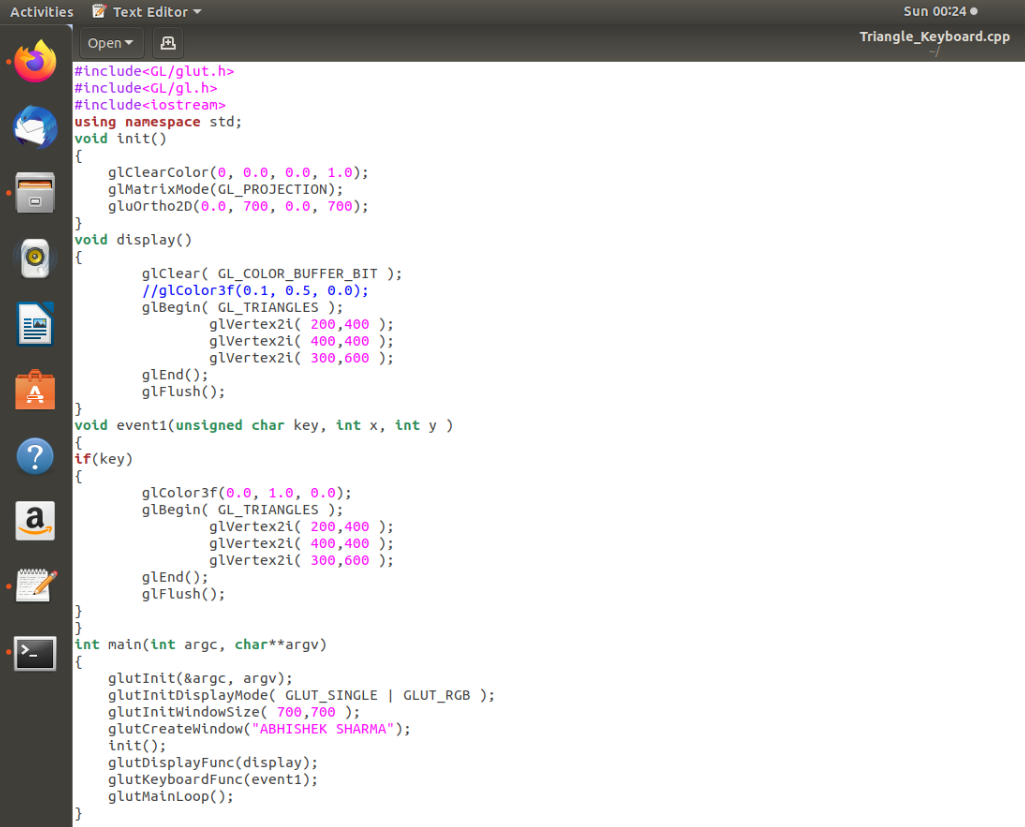 Activities Text Editor Sun 00:24
Open Triangle_Keyboard.cpp
~/
#include<GL/glut.h>
#include<GL/gl.h>
#include<iostream>
using namespace std;
void init()
{
    glClearColor(0, 0.0, 0.0, 1.0);
    glMatrixMode(GL_PROJECTION);
    gluOrtho2D(0.0, 700, 0.0, 700);
}
void display()
{
        glClear( GL_COLOR_BUFFER_BIT );
        //glColor3f(0.1, 0.5, 0.0);
        glBegin( GL_TRIANGLES );
                glVertex2i( 200,400 );
                glVertex2i( 400,400 );
                glVertex2i( 300,600 );
        glEnd();
        glFlush();
}
void event1(unsigned char key, int x, int y )
{
if(key)
{
        glColor3f(0.0, 1.0, 0.0);
        glBegin( GL_TRIANGLES );
                glVertex2i( 200,400 );
                glVertex2i( 400,400 );
                glVertex2i( 300,600 );
        glEnd();
        glFlush();
}
}
int main(int argc, char**argv)
{
    glutInit(&argc, argv);
    glutInitDisplayMode( GLUT_SINGLE | GLUT_RGB );
    glutInitWindowSize( 700,700 );
    glutCreateWindow("ABHISHEK SHARMA");
    init();
    glutDisplayFunc(display);
    glutKeyboardFunc(event1);
    glutMainLoop();
}